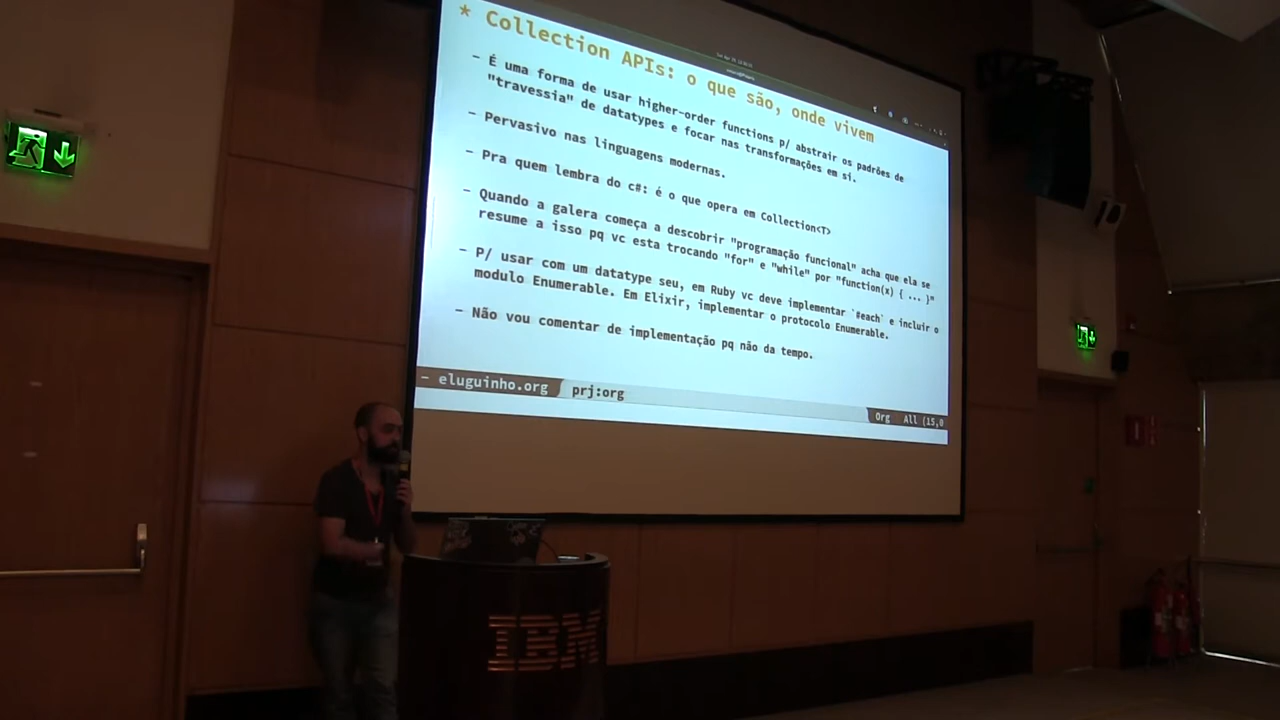 * Collection APIs: o que são, onde vivem
- É uma forma de usar higher-order functions p/ abstrair os padrões de
"travessia" de datatypes e focar nas transformações em si.
- Pervasivo nas linguagens modernas.
- Pra quem lembra do c#: é o que opera em Collection<T>
- Quando a galera começa a descobrir "programação funcional" acha que ela se
resume a isso pq vc esta trocando "for" e "while" por "function(x) { ... }"
- P/ usar com um datatype seu, em Ruby vc deve implementar `#each` e incluir o
modulo Enumerable. Em Elixir, implementar o protocolo Enumerable.
- Não vou comentar de implementação pq não da tempo.
- eluguinho.org prj:org Org All (15,0
IBM